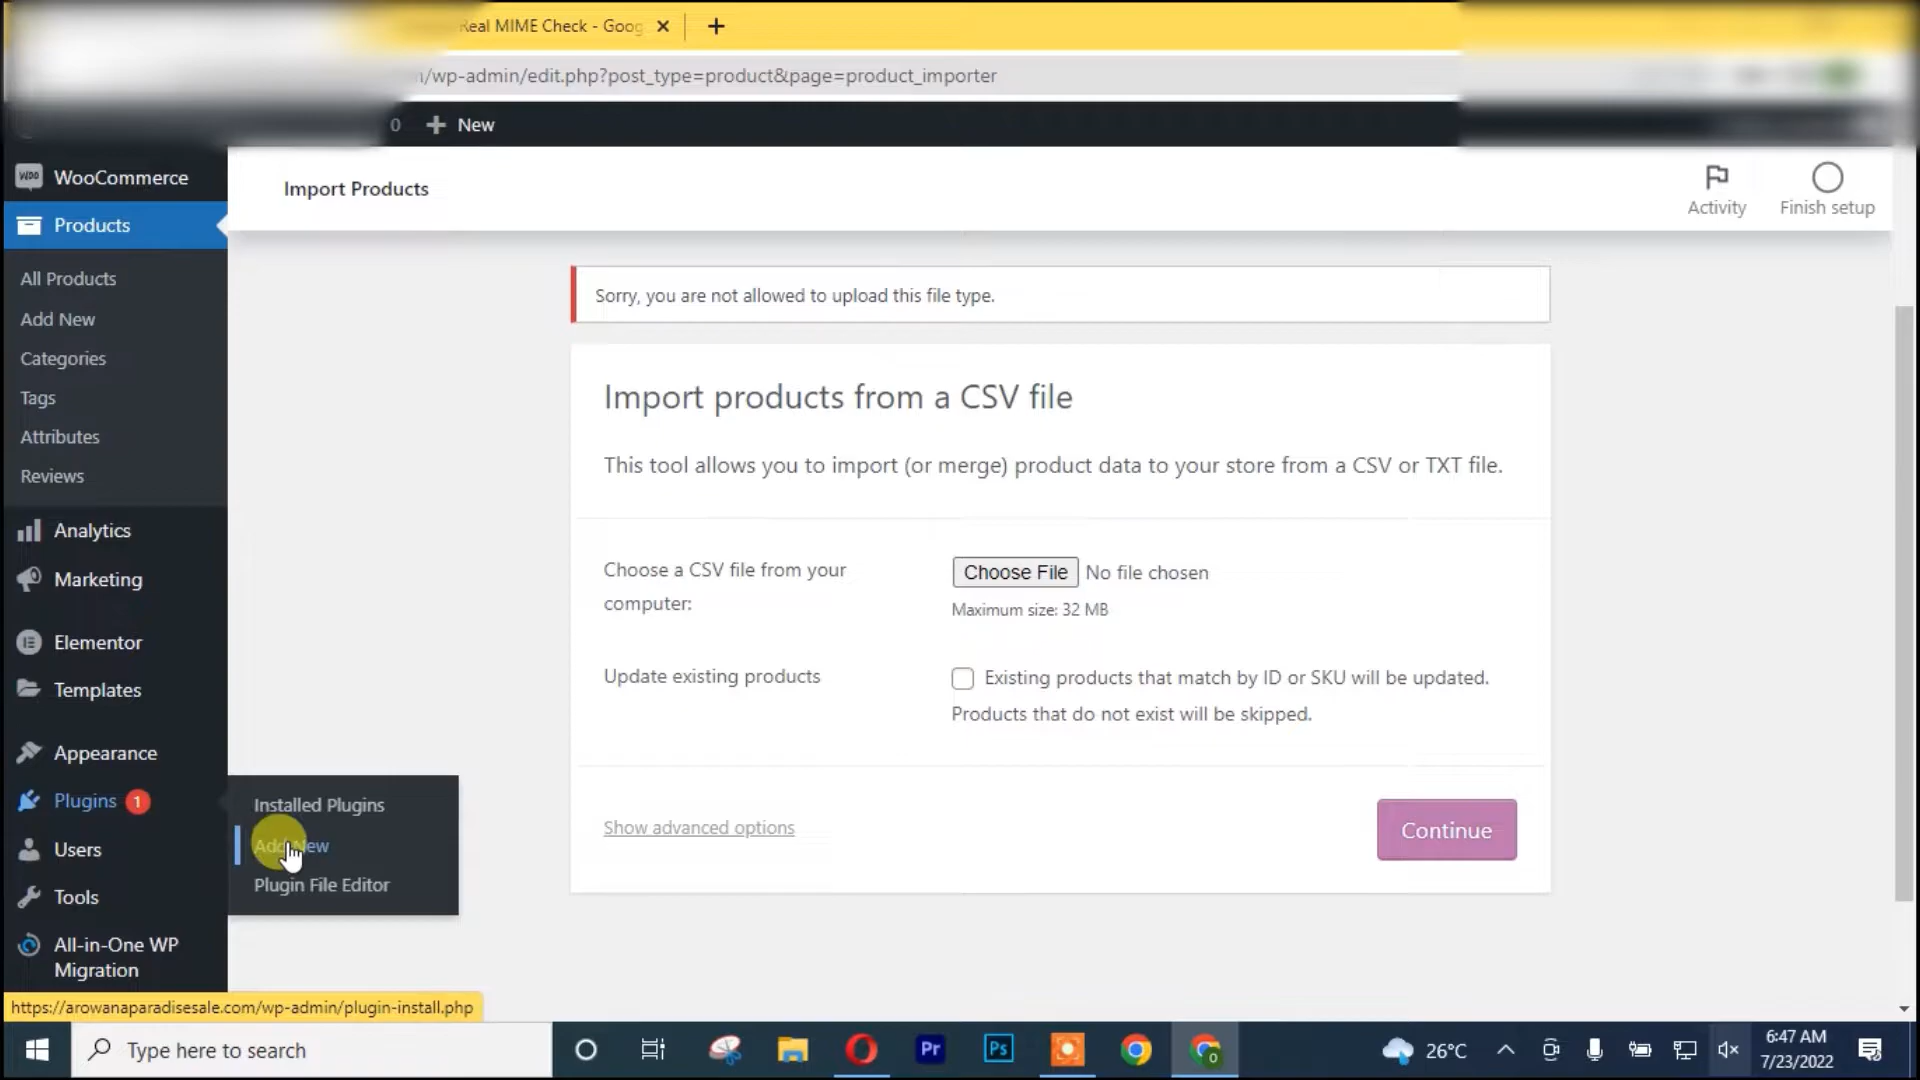 Real MIME Check - Goog
/wp-admin/edit.php?post_type=product&page=product_importer
0 New
WooCommerce
Products
All Products
Add New
Categories
Tags
Attributes
Reviews
Analytics
Marketing
Elementor
Templates
Appearance
Plugins 1
Users
Tools
All-in-One WP
Migration
Installed Plugins
Add New
Plugin File Editor
Import Products
Activity
Finish setup
Sorry, you are not allowed to upload this file type.
Import products from a CSV file
This tool allows you to import (or merge) product data to your store from a CSV or TXT file.
Choose a CSV file from your
computer:
Choose File No file chosen
Maximum size: 32 MB
Update existing products
Existing products that match by ID or SKU will be updated.
Products that do not exist will be skipped.
Show advanced options
Continue
https://arowanaparadisesale.com/wp-admin/plugin-install.php
Type here to search
Pr
Ps
26°C
6:47 AM
7/23/2022